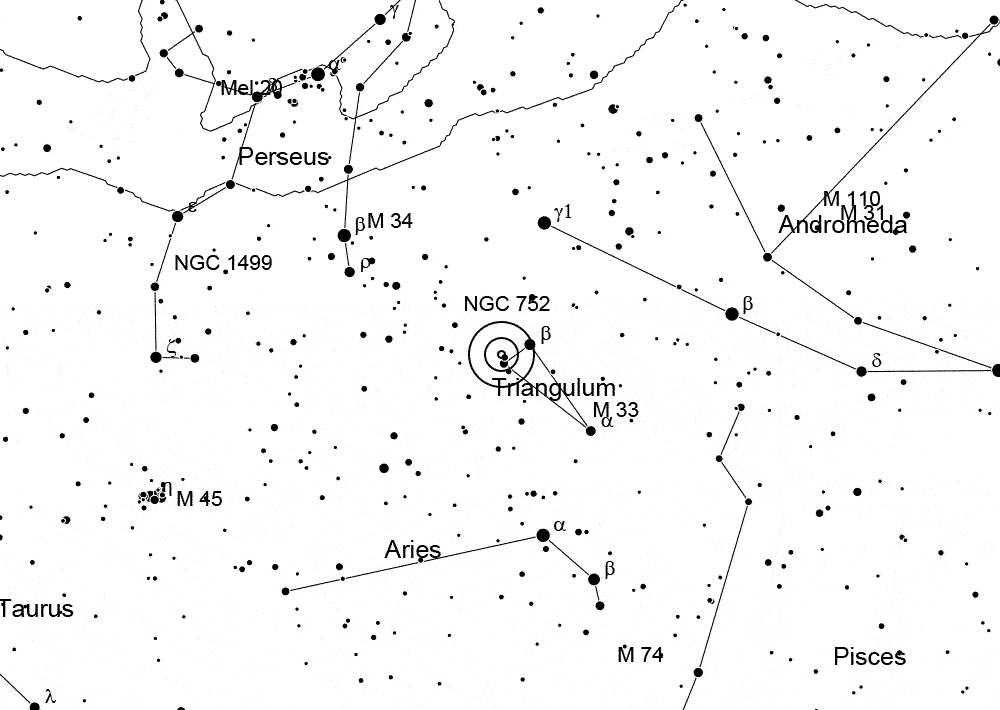 γ
α
δ
Mel 20
Perseus
ε
β M 34
γ1
M 110
M 31
Andromeda
NGC 1499
ρ
NGC 752
β
β
ζ
δ
Triangulum
M 33
α
η
M 45
α
Aries
β
Taurus
M 74
Pisces
λ